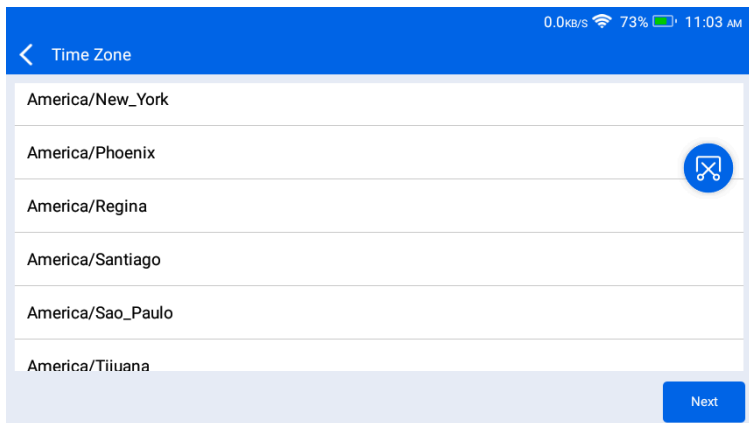 0.0KB/S 73% 11:03 AM
Time Zone
America/New_York
America/Phoenix
America/Regina
America/Santiago
America/Sao_Paulo
America/Tijuana
Next